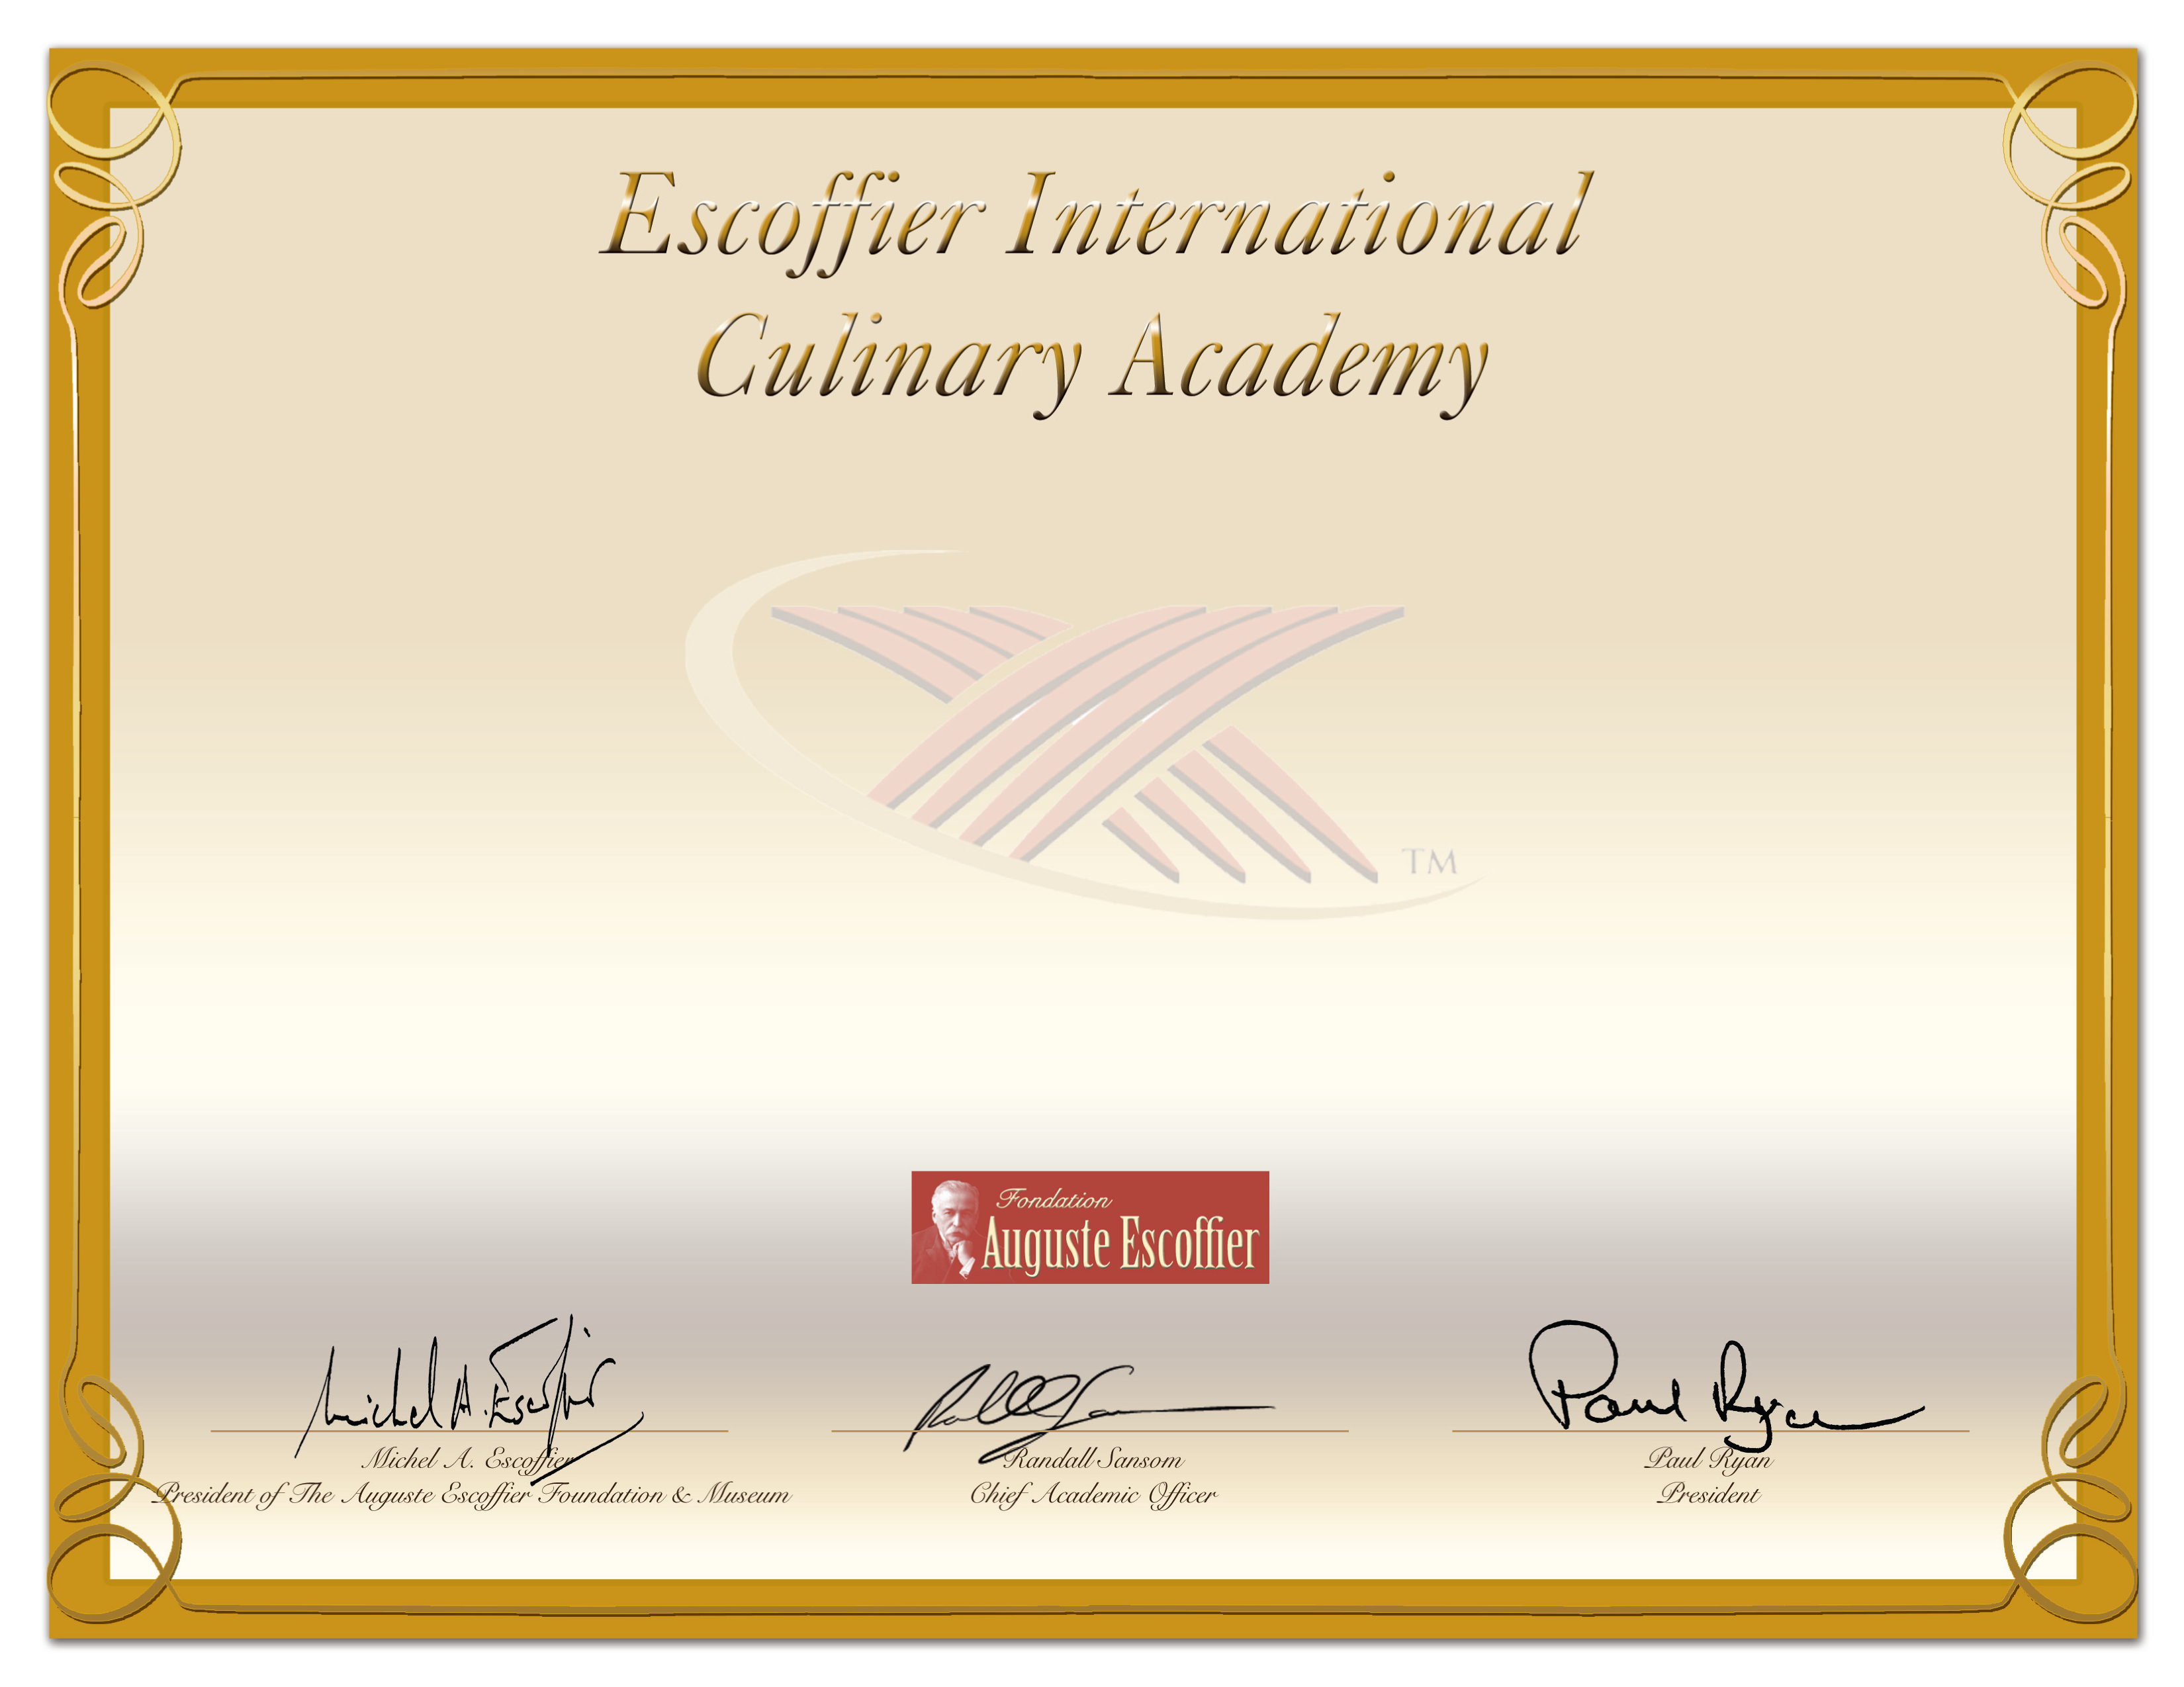 Escoffier International
Culinary Academy
TM
Fondation
Auguste Escoffier
Michel A. Escoffier
Randall Sansom
Paul Ryan
Michel A. Escoffier
President of The Auguste Escoffier Foundation & Museum
Randall Sansom
Chief Academic Officer
Paul Ryan
President